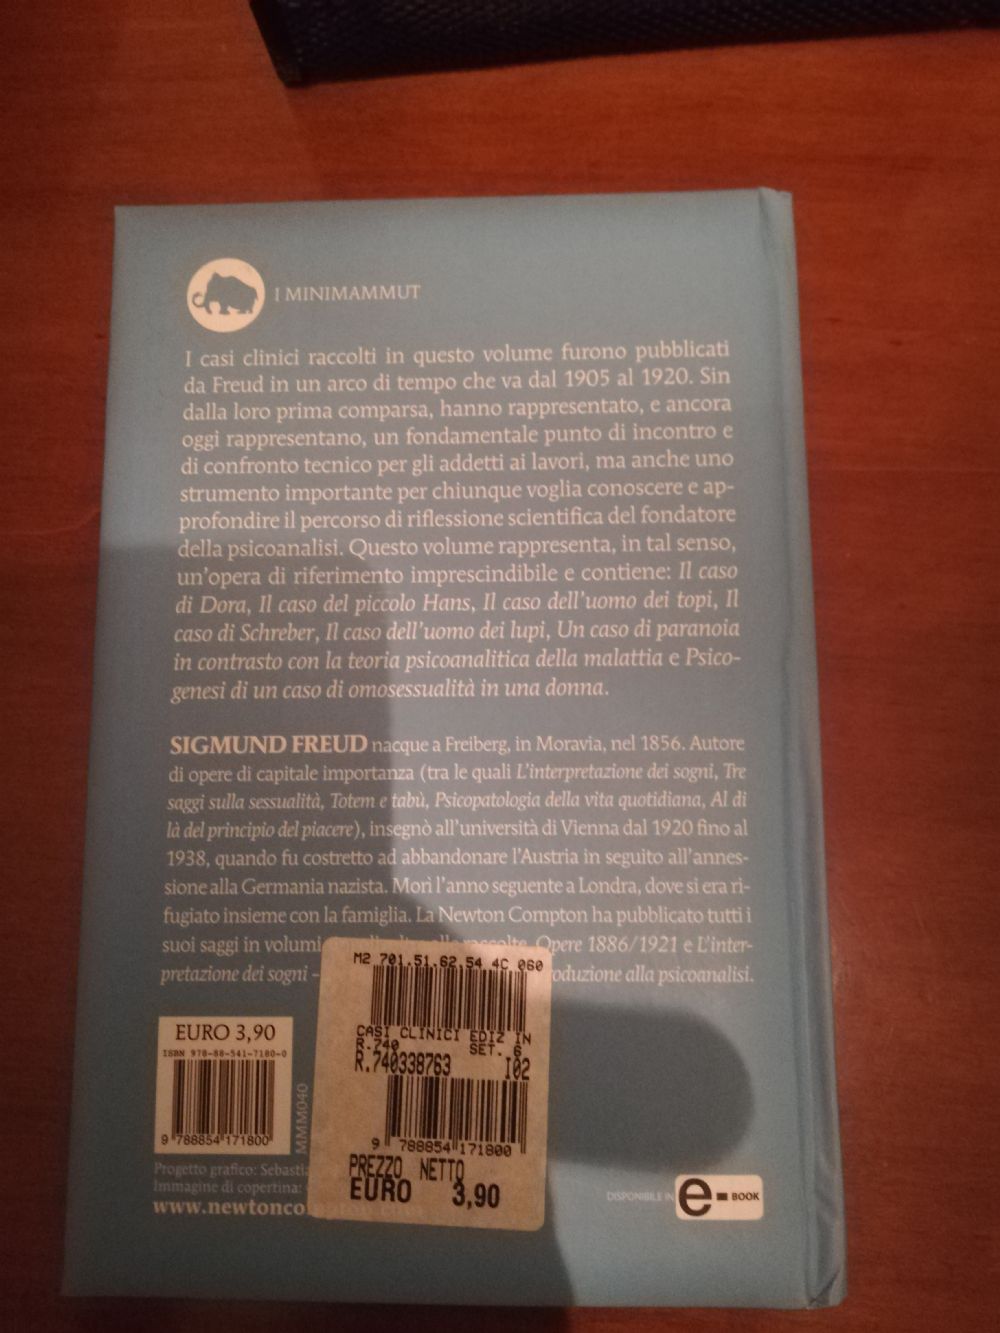 I MINIMAMMUT
I casi clinici raccolti in questo volume furono pubblicati
da Freud in un arco di tempo che va dal 1905 al 1920. Sin
dalla loro prima comparsa, hanno rappresentato, e ancora
oggi rappresentano, un fondamentale punto di incontro e
di confronto tecnico per gli addetti ai lavori, ma anche uno
strumento importante per chiunque voglia conoscere e ap-
profondire il percorso di riflessione scientifica del fondatore
della psicoanalisi. Questo volume rappresenta, in tal senso,
un'opera di riferimento imprescindibile e contiene: Il caso
di Dora, Il caso del piccolo Hans, Il caso dell'uomo dei topi, Il
caso di Schreber, Il caso dell'uomo dei lupi, Un caso di paranoia
in contrasto con la teoria psicoanalitica della malattia e Psico-
genesi di un caso di omosessualità in una donna.
SIGMUND FREUD nacque a Freiberg, in Moravia, nel 1856. Autore
di opere di capitale importanza (tra le quali L'interpretazione dei sogni, Tre
saggi sulla sessualità, Totem e tabù, Psicopatologia della vita quotidiana, Al di
là del principio del piacere), insegnò all'università di Vienna dal 1920 fino al
1938, quando fu costretto ad abbandonare l'Austria in seguito all'annes-
sione alla Germania nazista. Morì l'anno seguente a Londra, dove si era ri-
fugiato insieme con la famiglia. La Newton Compton ha pubblicato tutti i
suoi saggi in volumi Opere 1886/1921 e L'inter-
pretazione dei sogni – oduzione alla psicoanalisi.
M2 701.51.62.54 4C 060
CASI CLINICI EDIZ IN
R.740 SET. 6
R.740338763 I02
9 788854 171800
PREZZO NETTO
EURO 3,90
EURO 3,90
ISBN 978-88-541-7180-0
9 788854 171800
MMM040
Progetto grafico: Sebastia
Immagine di copertina:
www.newtoncompton.com
DISPONIBILE IN
e-BOOK